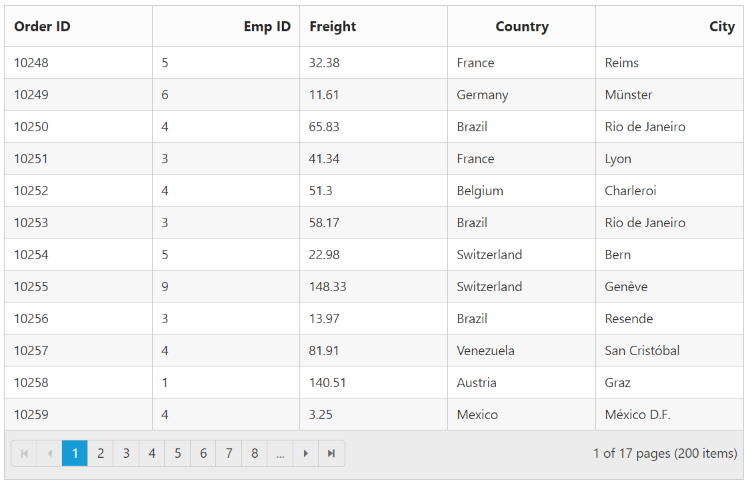 Order ID Emp ID Freight Country City
10248 5 32.38 France Reims
10249 6 11.61 Germany Münster
10250 4 65.83 Brazil Rio de Janeiro
10251 3 41.34 France Lyon
10252 4 51.3 Belgium Charleroi
10253 3 58.17 Brazil Rio de Janeiro
10254 5 22.98 Switzerland Bern
10255 9 148.33 Switzerland Genève
10256 3 13.97 Brazil Resende
10257 4 81.91 Venezuela San Cristóbal
10258 1 140.51 Austria Graz
10259 4 3.25 Mexico México D.F.
1 2 3 4 5 6 7 8 ... 1 of 17 pages (200 items)